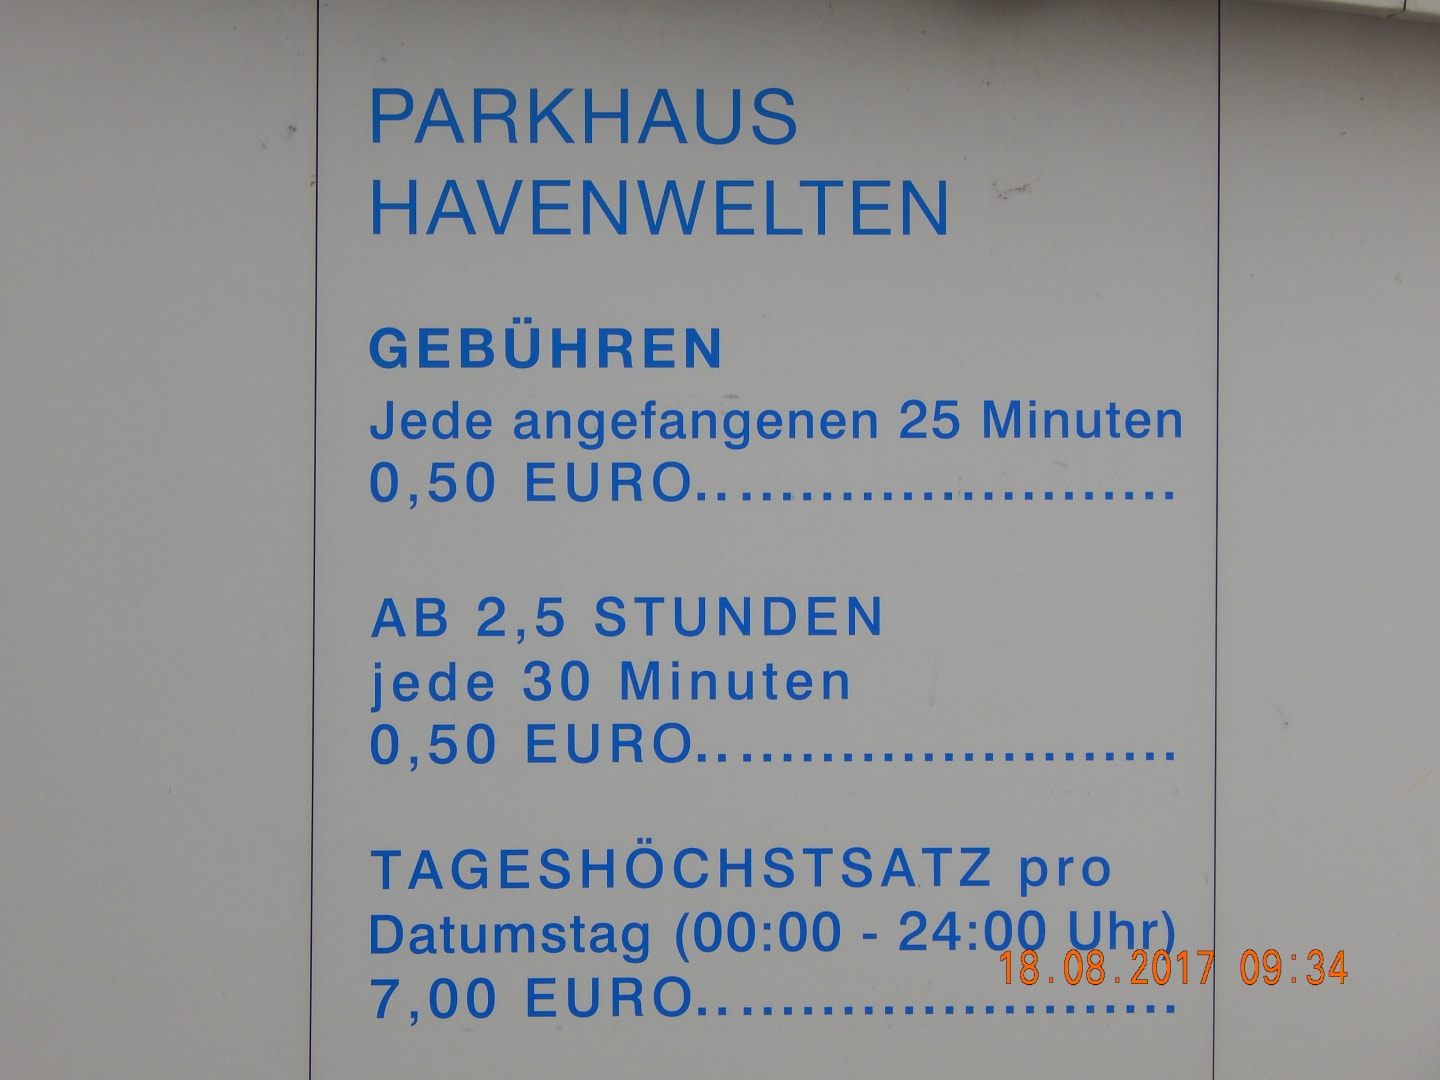 PARKHAUS
HAVENWELTEN
GEBÜHREN
Jede angefangenen 25 Minuten
0,50 EURO........................
AB 2,5 STUNDEN
jede 30 Minuten
0,50 EURO........................
TAGESHÖCHSTSATZ pro
Datumstag (00:00 - 24:00 Uhr)
18.08.2017 09:34
7,00 EURO........................